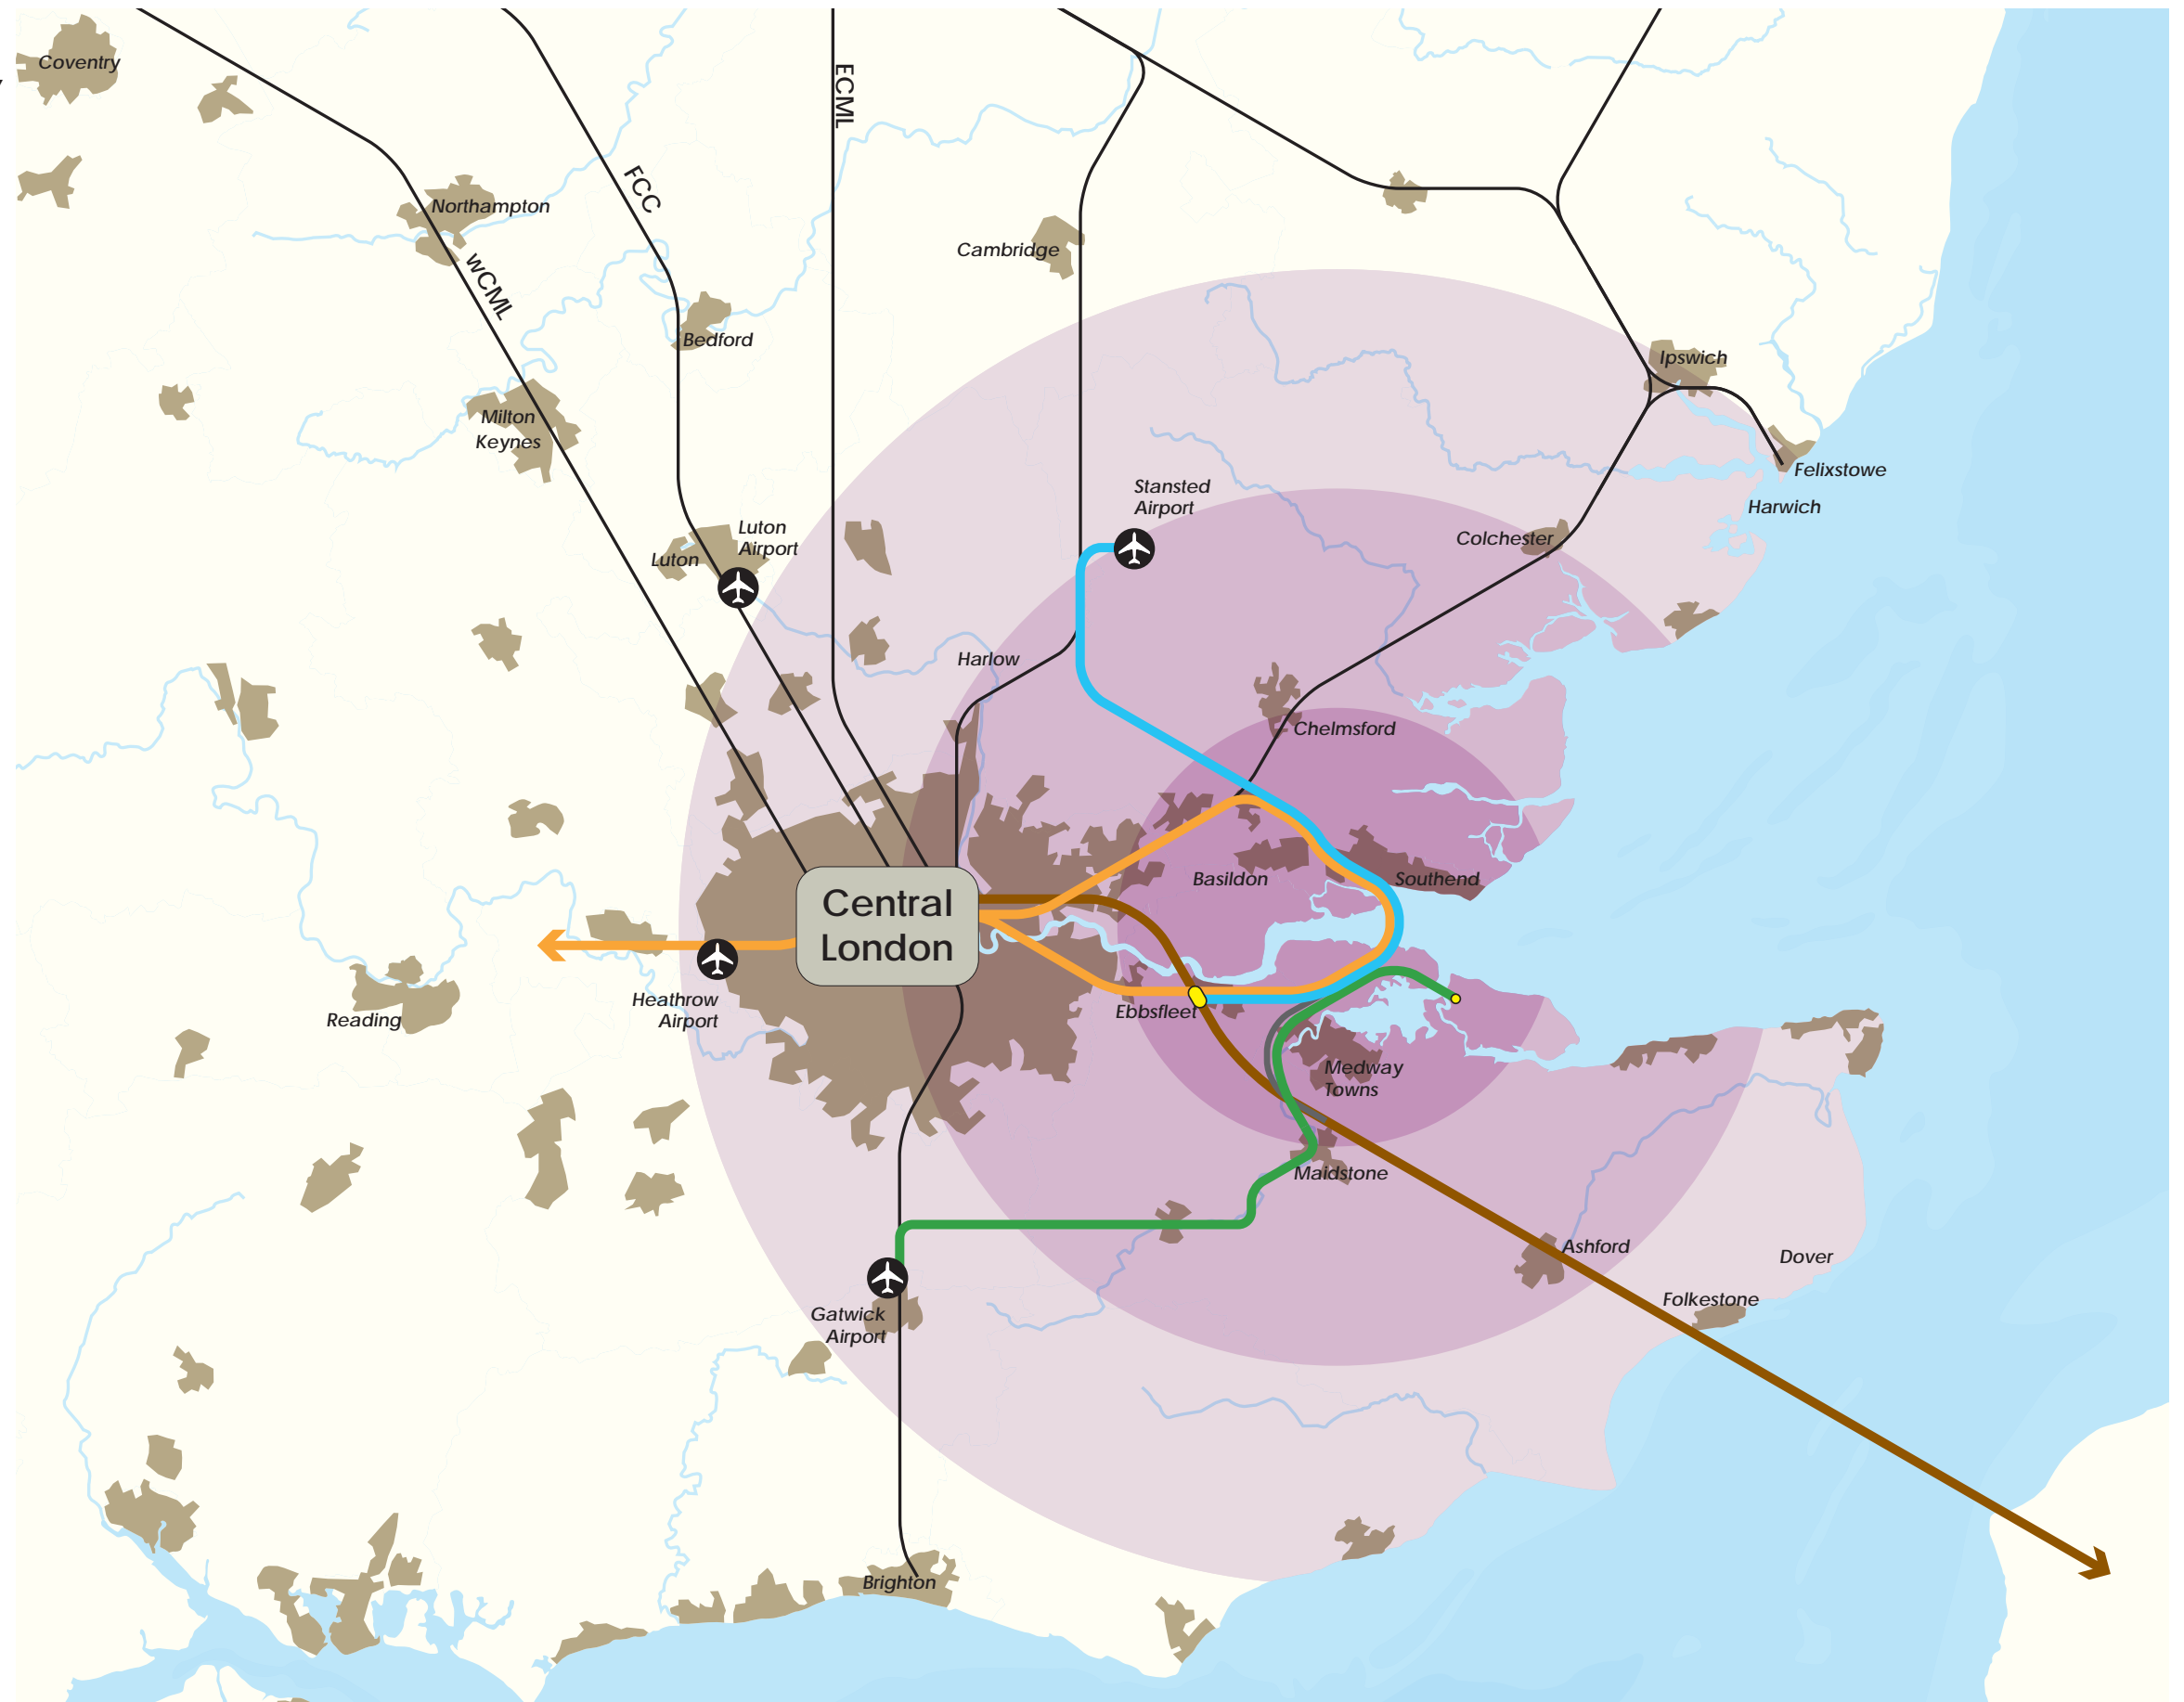 Coventry
ECML
FCC
Northampton
Cambridge
wCML
Bedford
Ipswich
Milton
Keynes
Felixstowe
Stansted
Airport
Harwich
Luton
Airport
Colchester
Luton
Harlow
Chelmsford
Basildon
Southend
Central
London
Heathrow
Airport
Ebbsfleet
Reading
Medway
Towns
Maidstone
Ashford
Dover
Folkestone
Gatwick
Airport
Brighton